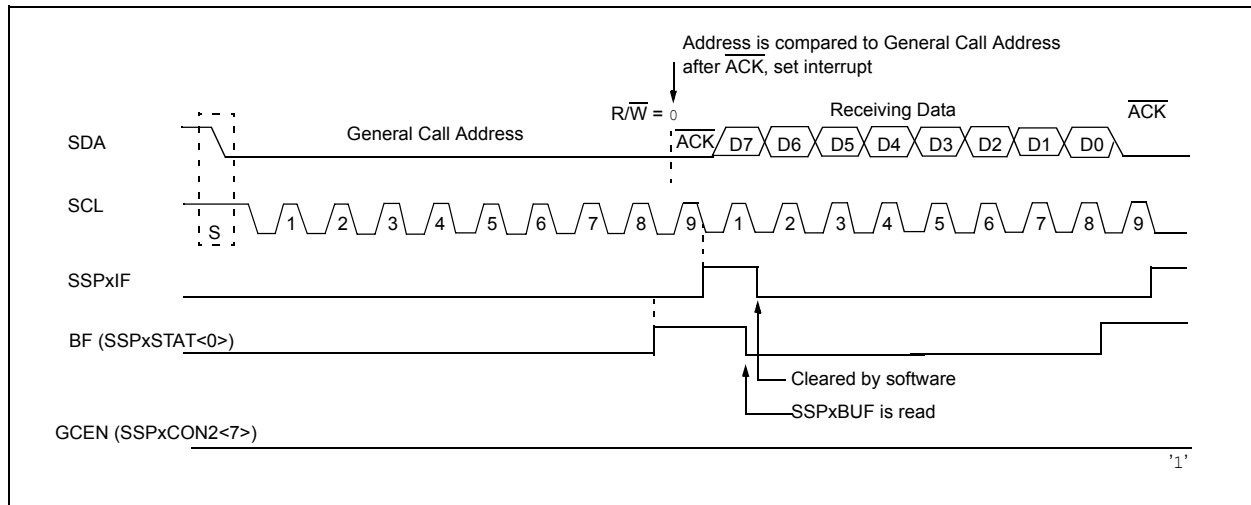 Address is compared to General Call Address
after ACK, set interrupt
R/W = 0
Receiving Data
ACK
General Call Address
SDA
ACK D7 D6 D5 D4 D3 D2 D1 D0
SCL
S
1 2 3 4 5 6 7 8 9 1 2 3 4 5 6 7 8 9
SSPxIF
BF (SSPxSTAT<0>)
Cleared by software
SSPxBUF is read
GCEN (SSPxCON2<7>)
'1'